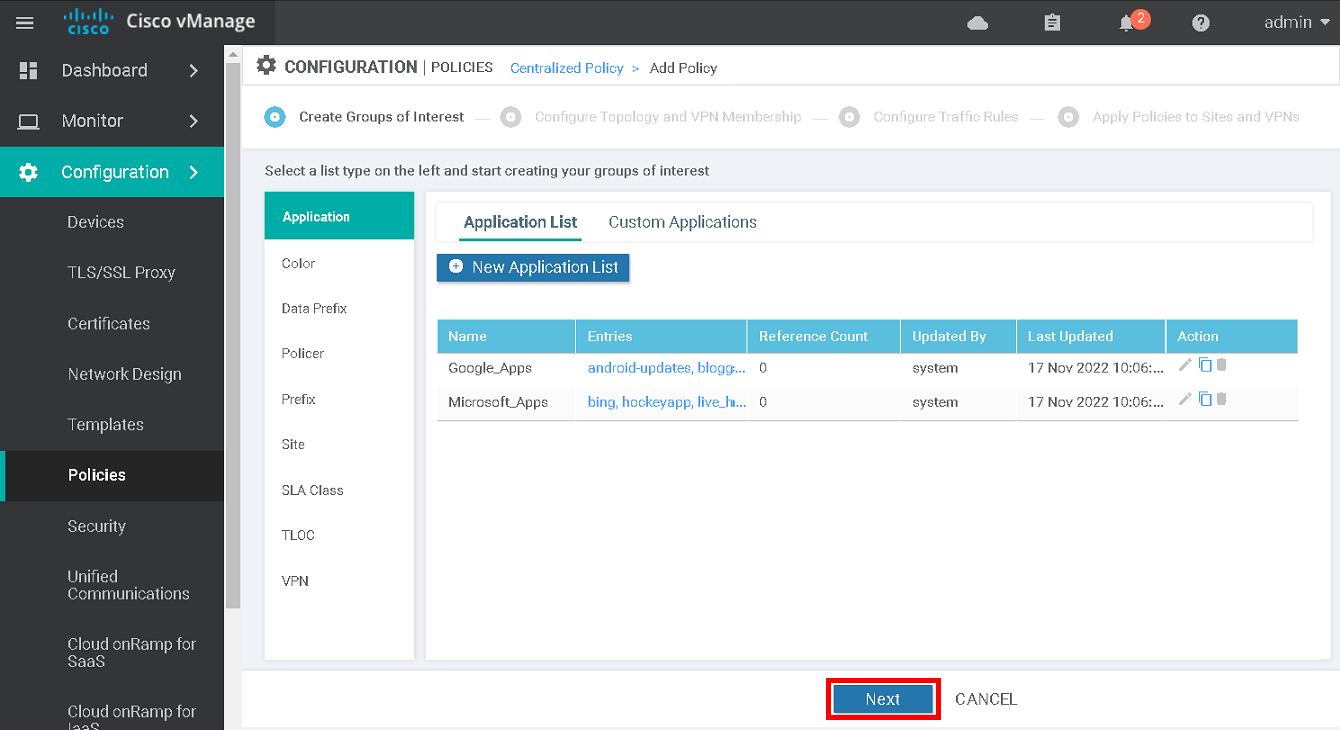 cisco Cisco vManage
2
admin
Dashboard
Monitor
Configuration
Devices
TLS/SSL Proxy
Certificates
Network Design
Templates
Policies
Security
Unified
Communications
Cloud onRamp for
SaaS
Cloud onRamp for
IaaS
CONFIGURATION | POLICIES Centralized Policy > Add Policy
Create Groups of Interest Configure Topology and VPN Membership Configure Traffic Rules Apply Policies to Sites and VPNs
Select a list type on the left and start creating your groups of interest
Application
Color
Data Prefix
Policer
Prefix
Site
SLA Class
TLOC
VPN
Application List Custom Applications
New Application List
Name Entries Reference Count Updated By Last Updated Action
Google_Apps android-updates, blogg... 0 system 17 Nov 2022 10:06:...
Microsoft_Apps bing, hockeyapp, live_h... 0 system 17 Nov 2022 10:06:...
Next CANCEL